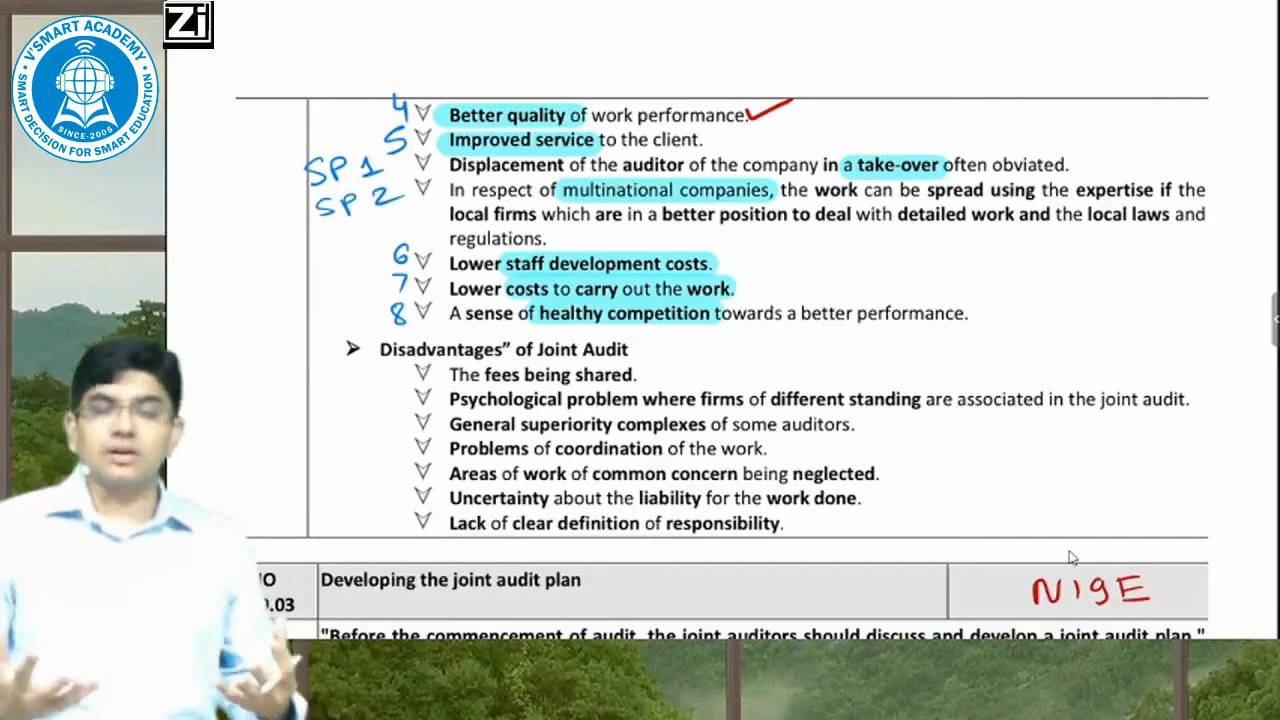 V'SMART ACADEMY
SINCE-2005
SMART DECISION FOR SMART EDUCATION
Zj
4 Better quality of work performance.
5 Improved service to the client.
SP 1 Displacement of the auditor of the company in a take-over often obviated.
SP 2 In respect of multinational companies, the work can be spread using the expertise if the
local firms which are in a better position to deal with detailed work and the local laws and
regulations.
6 Lower staff development costs.
7 Lower costs to carry out the work.
8 A sense of healthy competition towards a better performance.
Disadvantages” of Joint Audit
The fees being shared.
Psychological problem where firms of different standing are associated in the joint audit.
General superiority complexes of some auditors.
Problems of coordination of the work.
Areas of work of common concern being neglected.
Uncertainty about the liability for the work done.
Lack of clear definition of responsibility.
Developing the joint audit plan
.03
N19E
"Before the commencement of audit, the joint auditors should discuss and develop a joint audit plan."